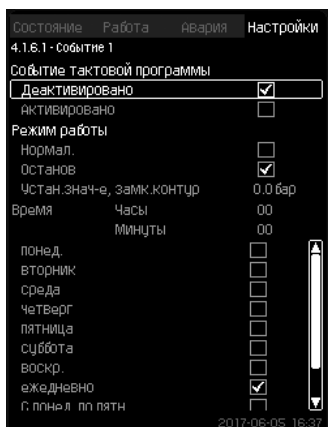 Состояние Работа Авария Настройки
4.1.6.1 - Событие 1
Событие тактовой программы
Деактивировано
Активировано
Режим работы
Нормал.
Останов
Устан.знач-е, замк.контур 0.0 бар
Время Часы 00
Минуты 00
понед.
вторник
среда
четверг
пятница
суббота
воскр.
ежедневно
С понед. по пятн
2017-06-05 16:37